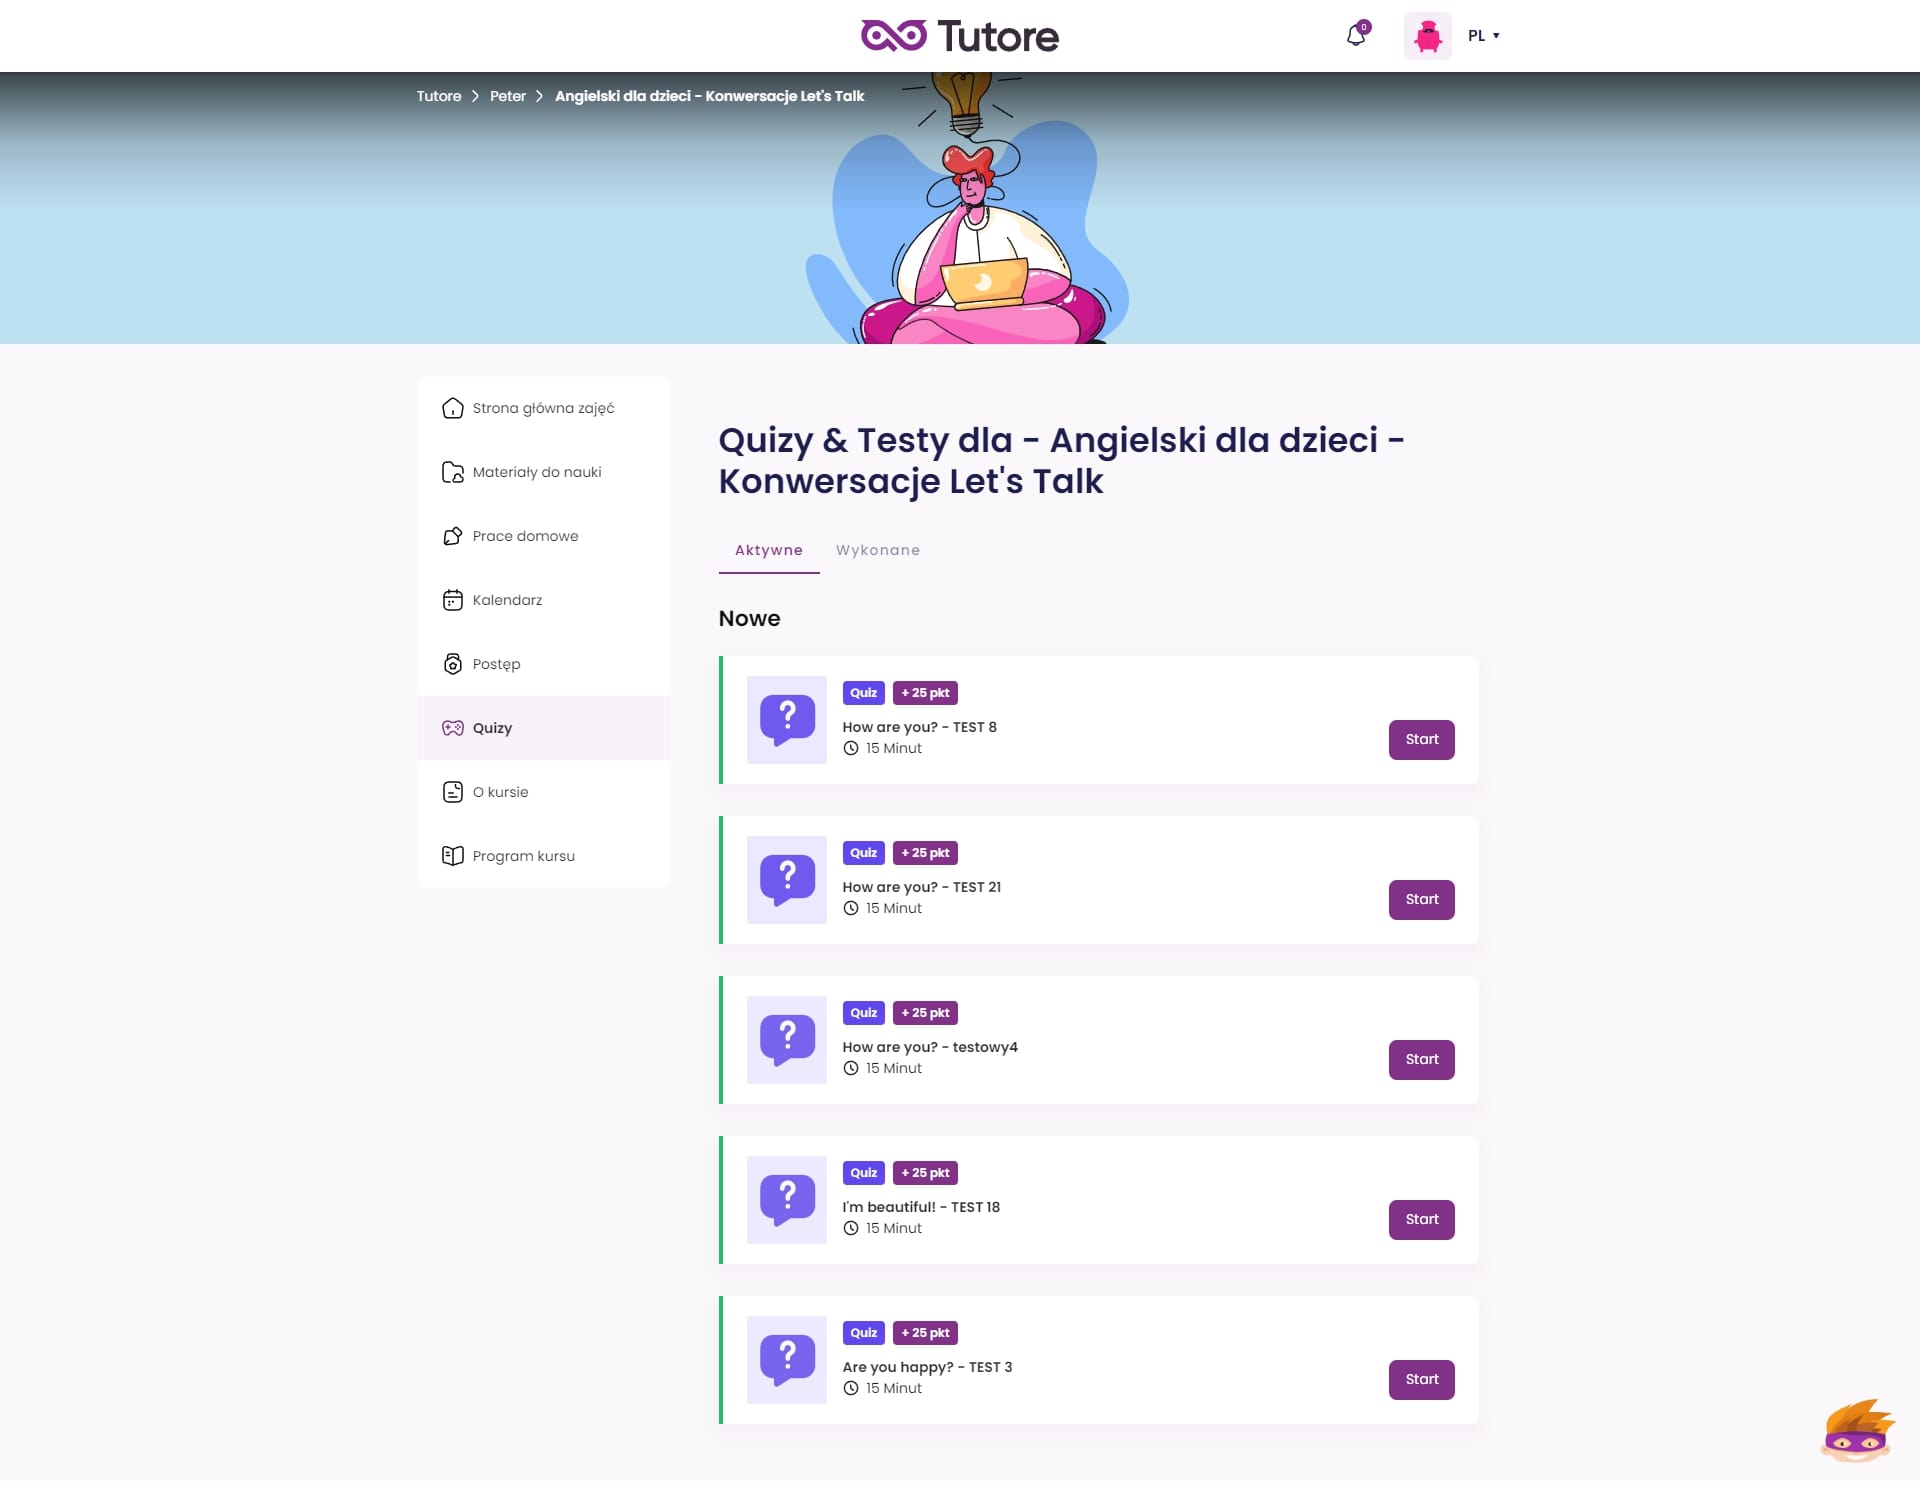 Tutore
0
PL
Tutore > Peter > Angielski dla dzieci - Konwersacje Let's Talk
Strona główna zajęć
Materiały do nauki
Prace domowe
Kalendarz
Postęp
Quizy
O kursie
Program kursu
Quizy & Testy dla - Angielski dla dzieci -
Konwersacje Let's Talk
Aktywne Wykonane
Nowe
Quiz + 25 pkt
How are you? - TEST 8
15 Minut
Start
Quiz + 25 pkt
How are you? - TEST 21
15 Minut
Start
Quiz + 25 pkt
How are you? - testowy4
15 Minut
Start
Quiz + 25 pkt
I'm beautiful! - TEST 18
15 Minut
Start
Quiz + 25 pkt
Are you happy? - TEST 3
15 Minut
Start